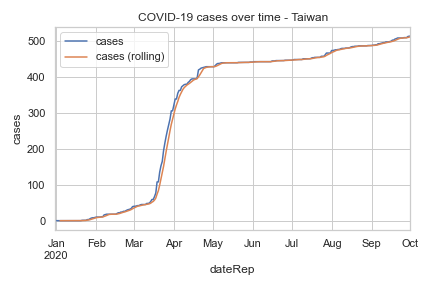 COVID-19 cases over time - Taiwan
cases
cases (rolling)
500
400
300
200
100
0
cases
Jan Feb Mar Apr May Jun Jul Aug Sep Oct
2020
dateRep